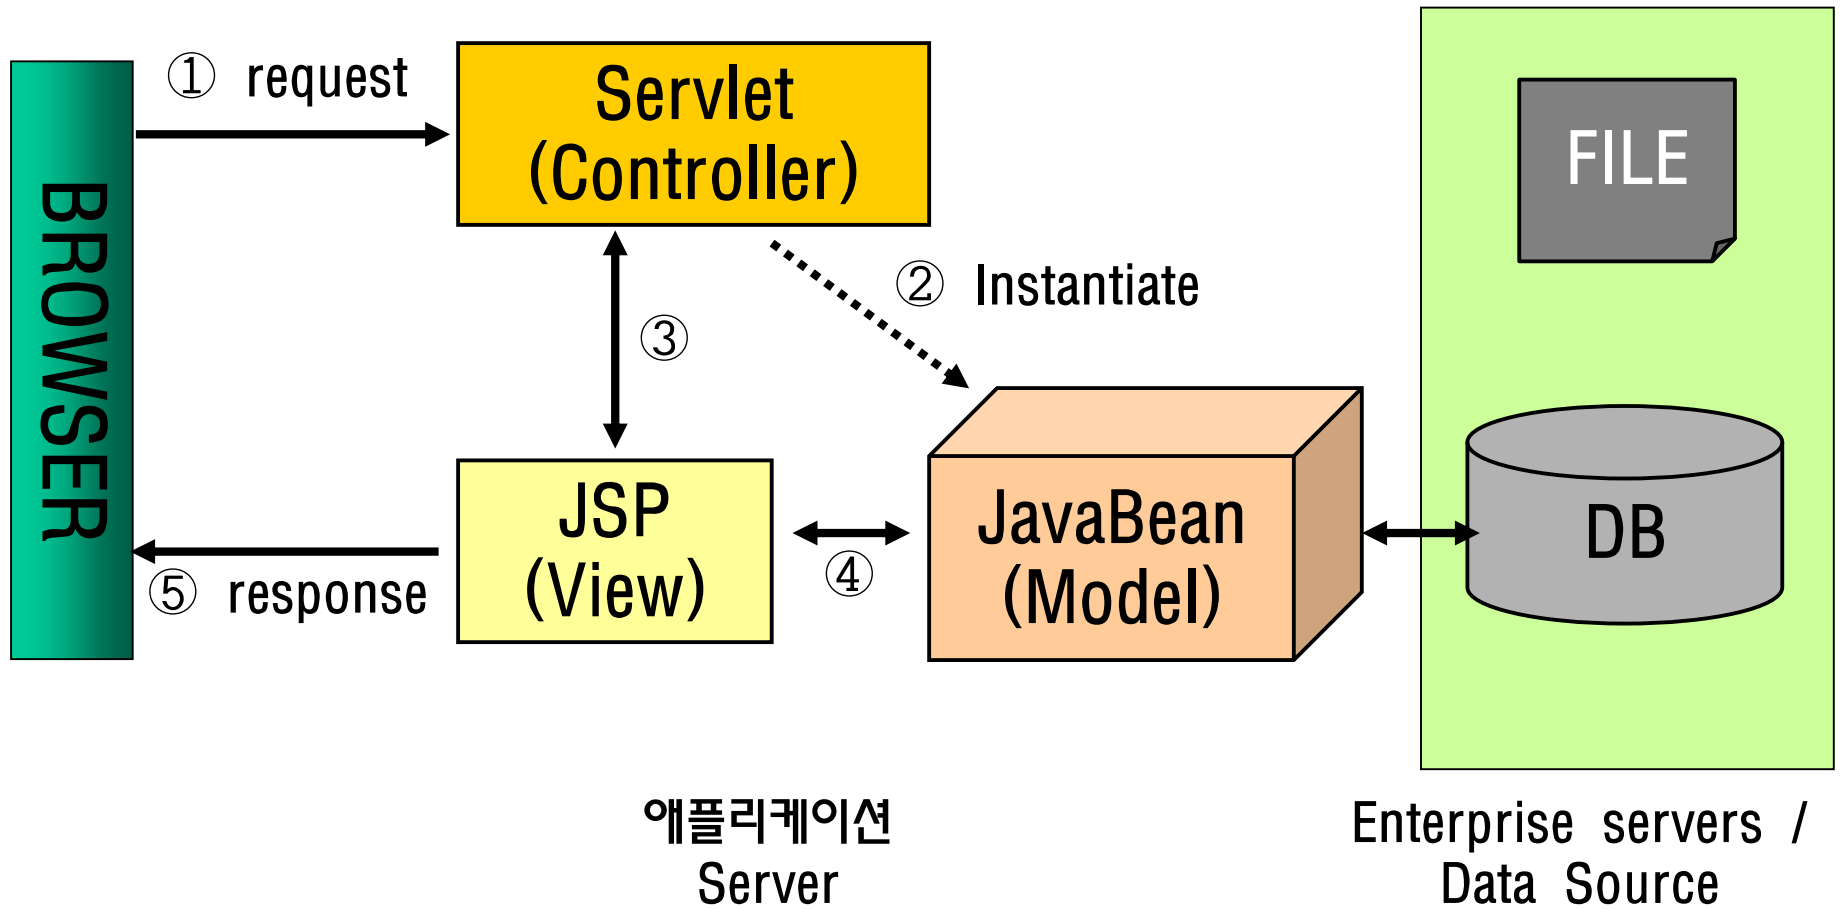 BROWSER
① request
Servlet
(Controller)
② Instantiate
③
JSP
(View)
④
JavaBean
(Model)
⑤ response
FILE
DB
애플리케이션
Server
Enterprise servers /
Data Source